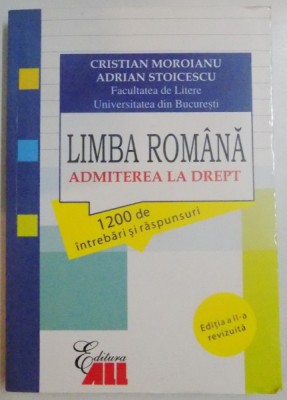 CRISTIAN MOROIANU
ADRIAN STOICESCU
Facultatea de Litere
Universitatea din București
LIMBA ROMÂNĂ
ADMITEREA LA DREPT
1200 de
întrebări și răspunsuri
Ediția a II-a
revizuită
Editura
ALL